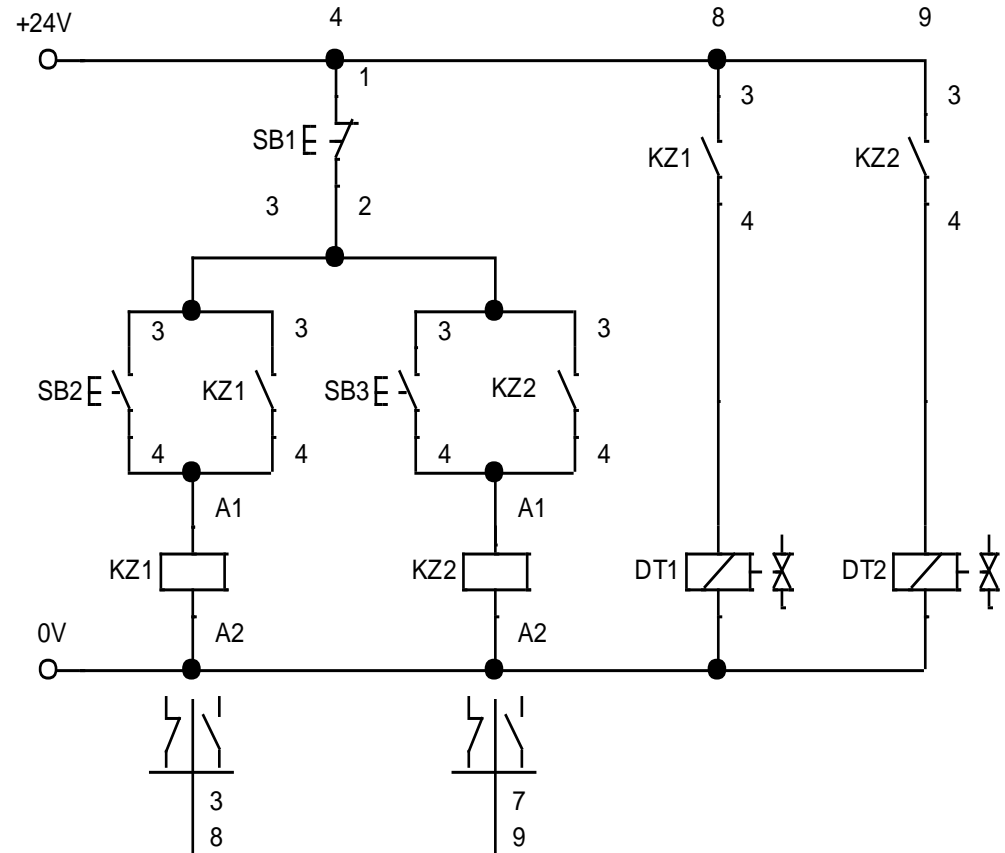 +24V 4 8 9
1
3 3
SB1 KZ1 KZ2
3 2 4 4
3 3 3 3
SB2 KZ1 SB3 KZ2
4 4 4 4
A1 A1
KZ1 KZ2 DT1 DT2
0V A2 A2
3 7
8 9